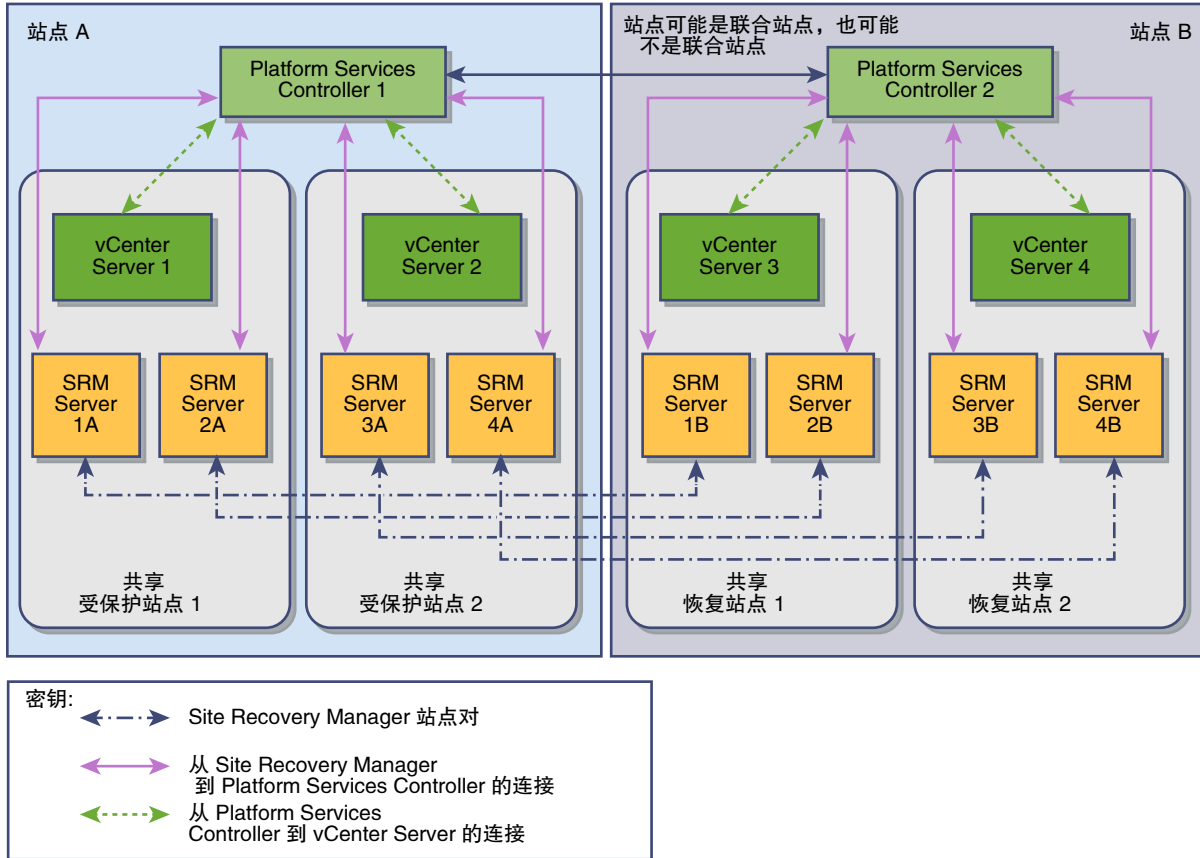 站点 A
站点可能是联合站点，也可能
不是联合站点
站点 B
Platform Services
Controller 1
Platform Services
Controller 2
vCenter
Server 1
vCenter
Server 2
vCenter
Server 3
vCenter
Server 4
SRM
Server
1A
SRM
Server
2A
SRM
Server
3A
SRM
Server
4A
SRM
Server
1B
SRM
Server
2B
SRM
Server
3B
SRM
Server
4B
共享
受保护站点 1
共享
受保护站点 2
共享
恢复站点 1
共享
恢复站点 2
密钥:
Site Recovery Manager 站点对
从 Site Recovery Manager
到 Platform Services Controller 的连接
从 Platform Services
Controller 到 vCenter Server 的连接